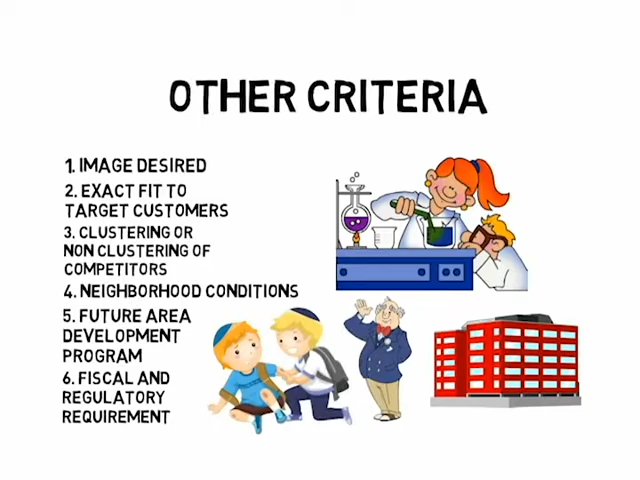 OTHER CRITERIA
1. IMAGE DESIRED
2. EXACT FIT TO
TARGET CUSTOMERS
3. CLUSTERING OR
NON CLUSTERING OF
COMPETITORS
4. NEIGHBORHOOD CONDITIONS
5. FUTURE AREA
DEVELOPMENT
PROGRAM
6. FISCAL AND
REGULATORY
REQUIREMENT